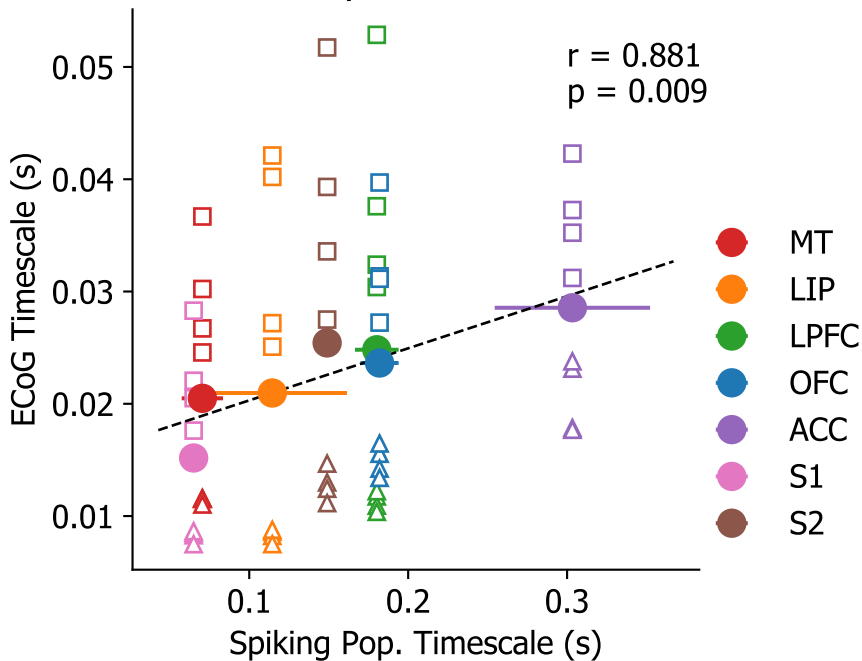 r = 0.881
p = 0.009
ECoG Timescale (s)
0.05
0.04
0.03
0.02
0.01
0.1
0.2
0.3
Spiking Pop. Timescale (s)
MT
LIP
LPFC
OFC
ACC
S1
S2